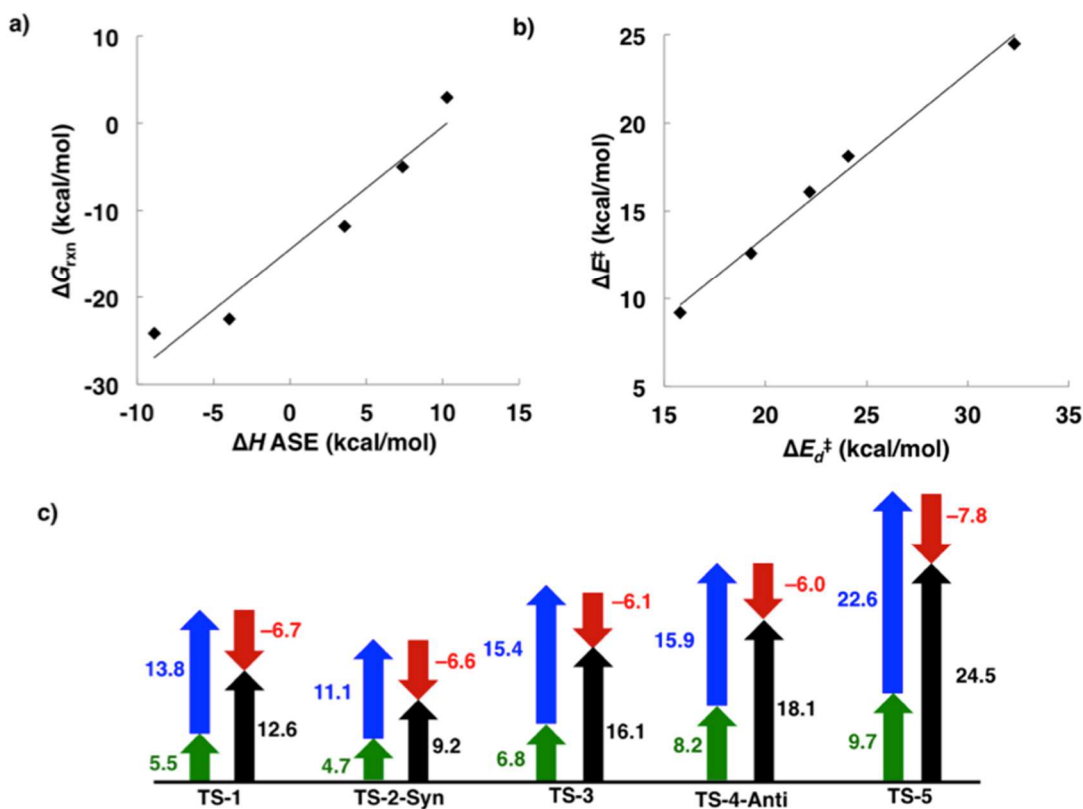 a)
10
0
-10
-20
-30
-10 -5 0 5 10 15
ΔG_rxn (kcal/mol)
ΔH ASE (kcal/mol)
b)
25
20
15
10
5
15 20 25 30 35
ΔE‡ (kcal/mol)
ΔE_d‡ (kcal/mol)
c)
13.8
–6.7
5.5
12.6
TS-1
11.1
–6.6
4.7
9.2
TS-2-Syn
15.4
–6.1
6.8
16.1
TS-3
15.9
–6.0
8.2
18.1
TS-4-Anti
22.6
–7.8
9.7
24.5
TS-5